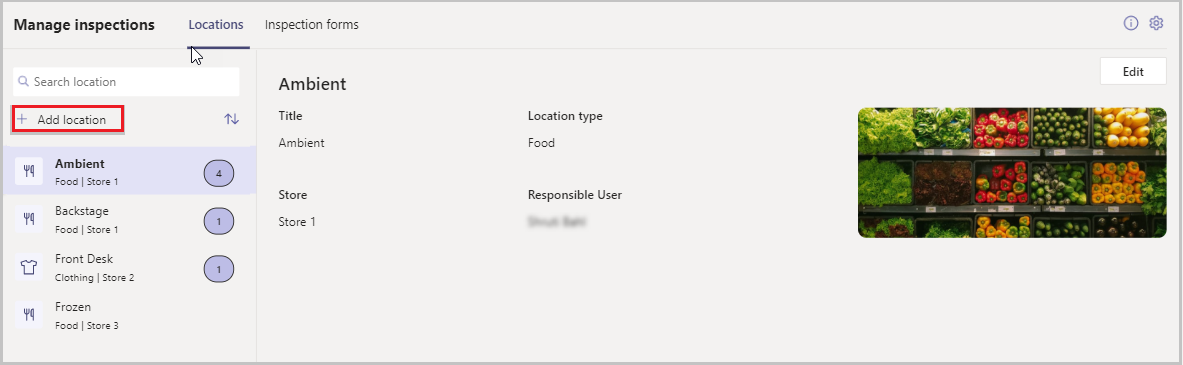 Manage inspections
Locations
Inspection forms
Search location
Add location
Ambient
Food | Store 1
4
Backstage
Food | Store 1
1
Front Desk
Clothing | Store 2
1
Frozen
Food | Store 3
Ambient
Edit
Title
Location type
Ambient
Food
Store
Responsible User
Store 1